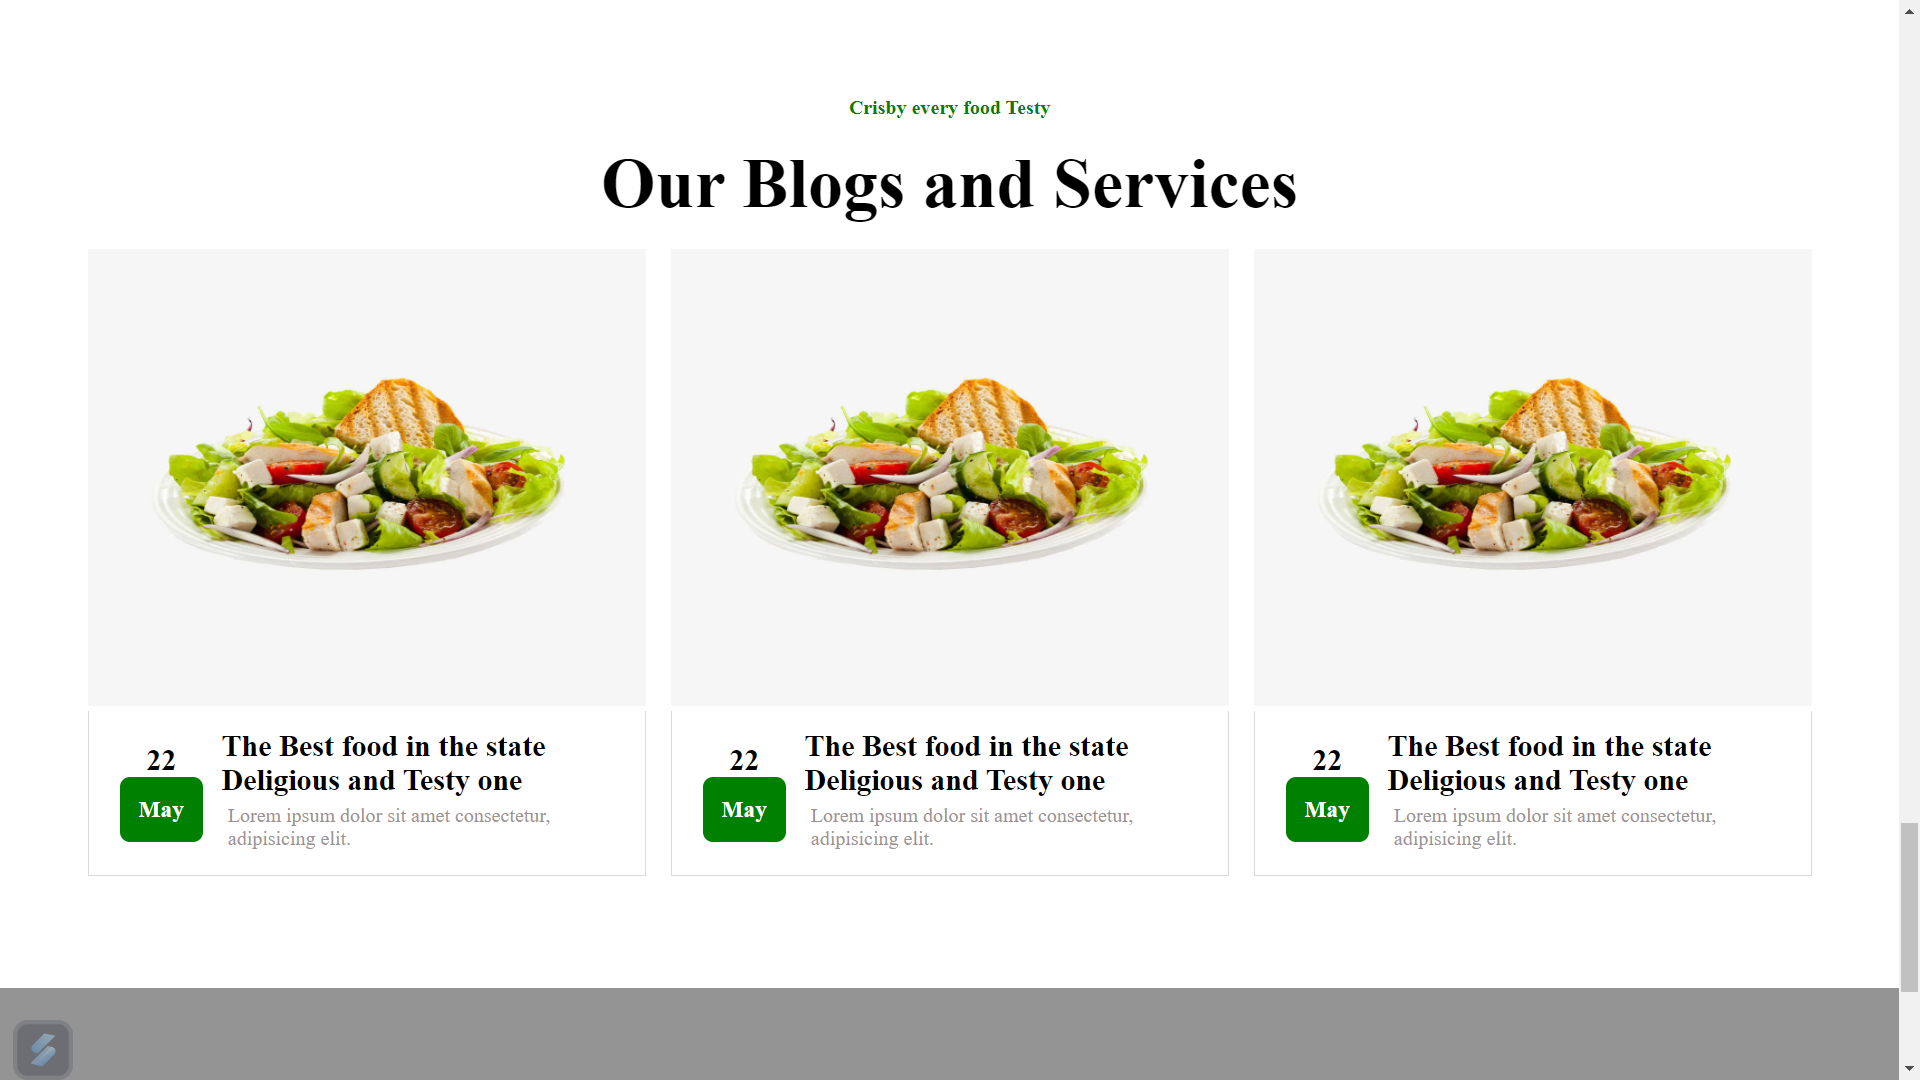 Crisby every food Testy
Our Blogs and Services
22
May
The Best food in the state
Deligious and Testy one
Lorem ipsum dolor sit amet consectetur,
adipisicing elit.
22
May
The Best food in the state
Deligious and Testy one
Lorem ipsum dolor sit amet consectetur,
adipisicing elit.
22
May
The Best food in the state
Deligious and Testy one
Lorem ipsum dolor sit amet consectetur,
adipisicing elit.